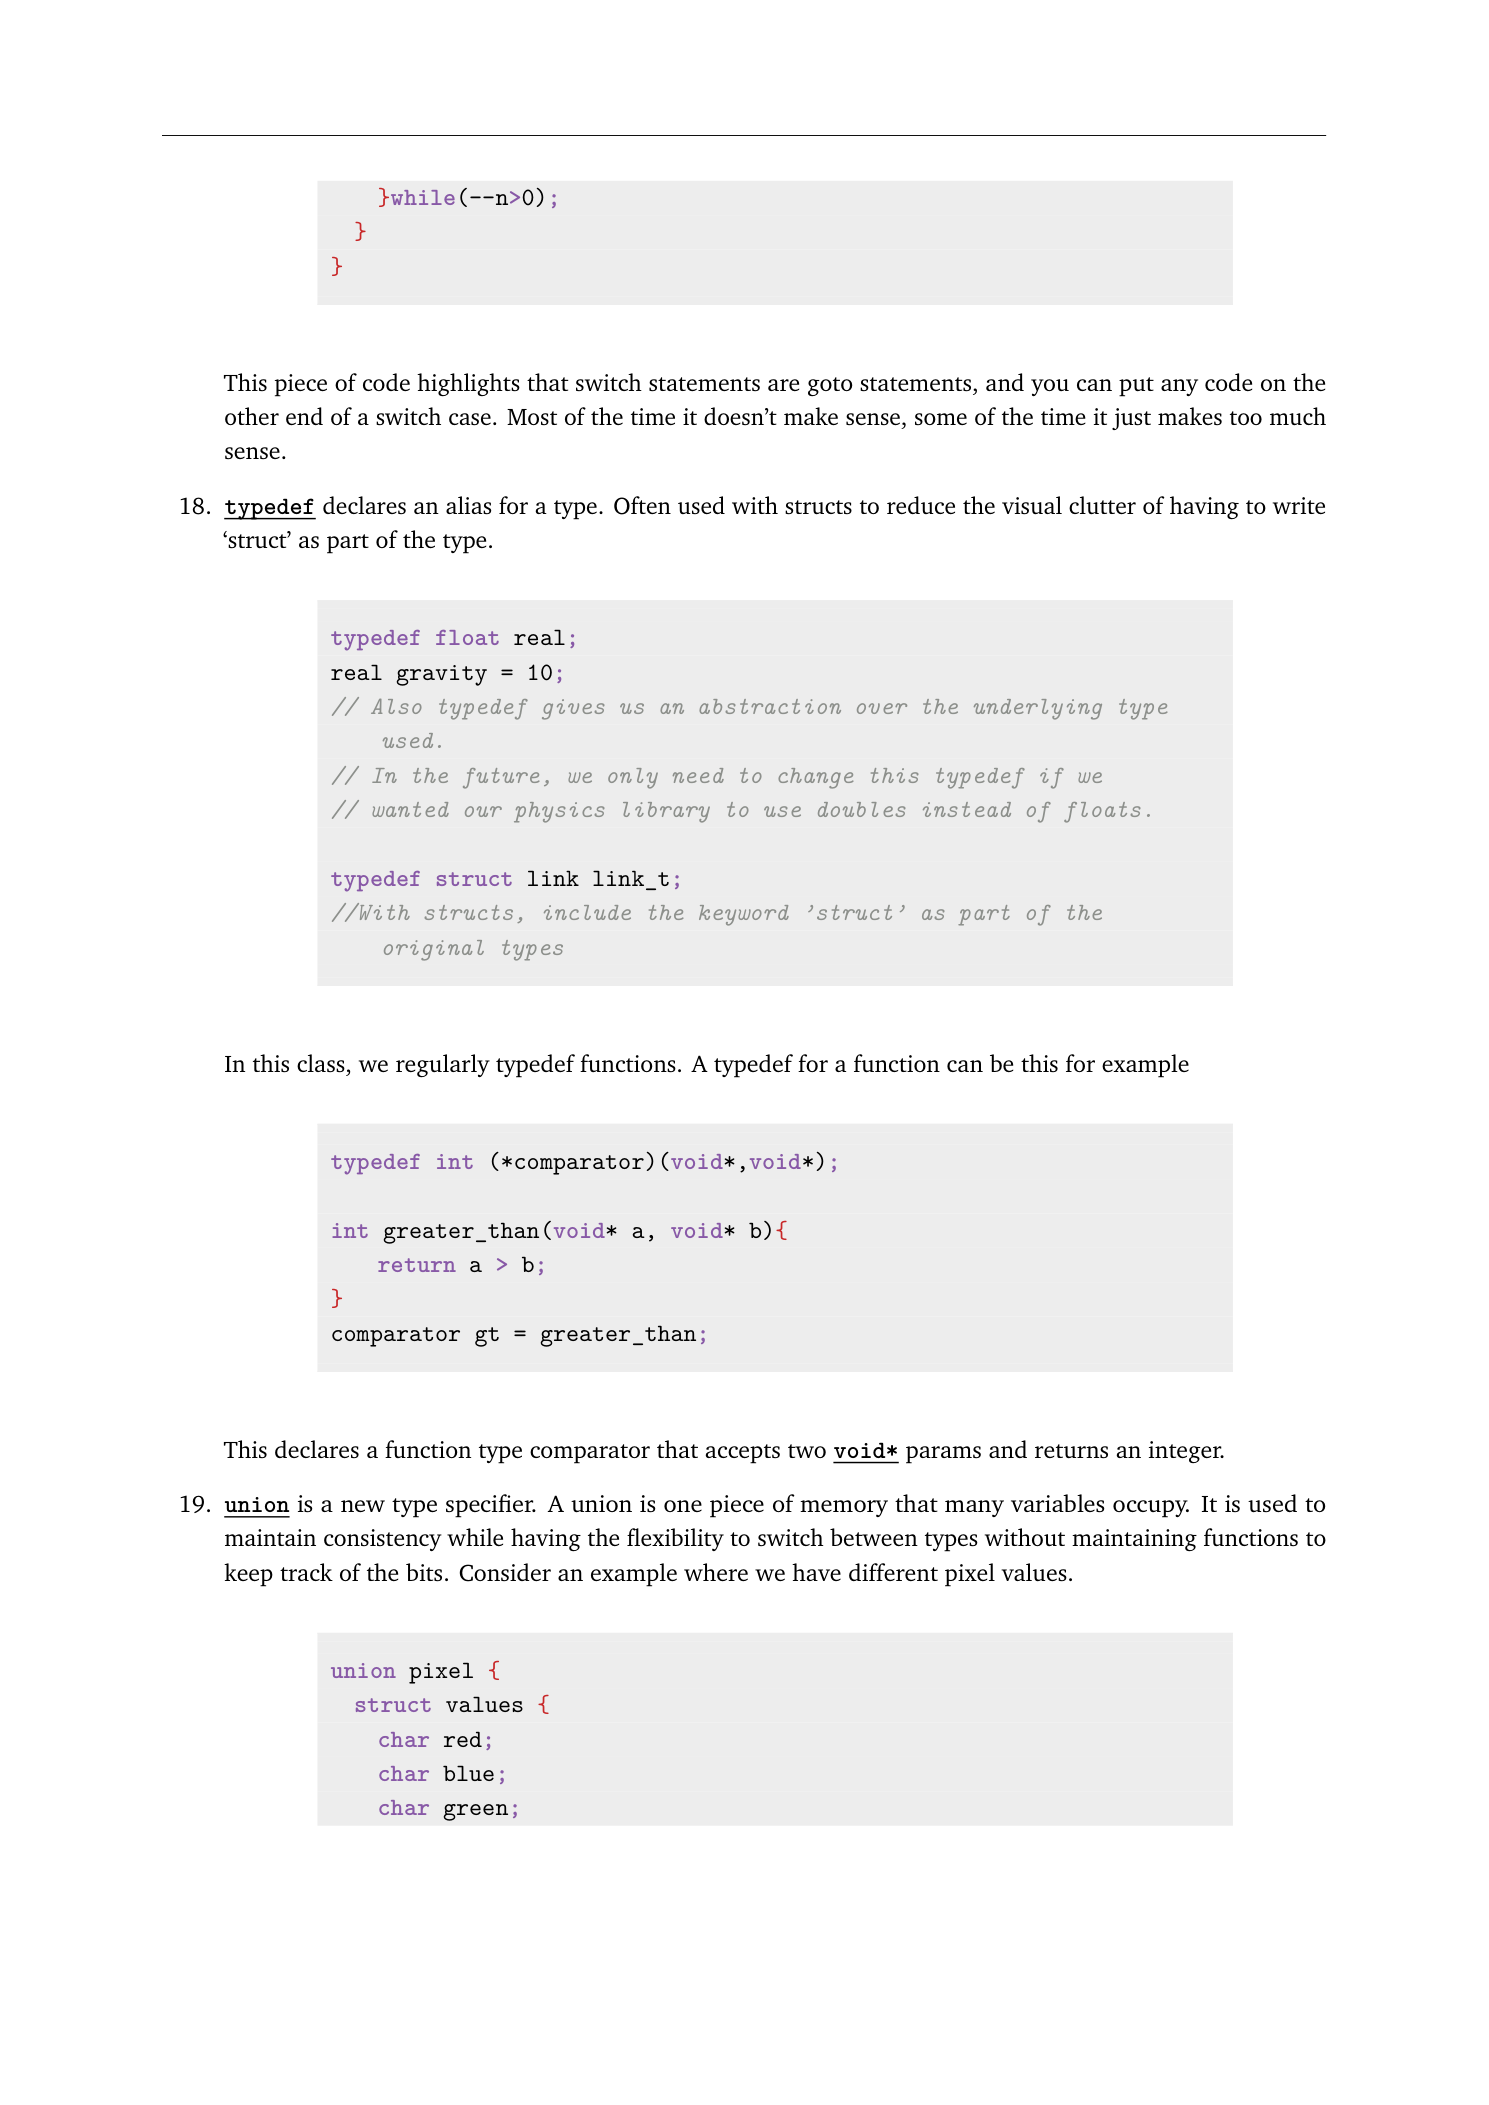 }while(--n>0);
  }
}
This piece of code highlights that switch statements are goto statements, and you can put any code on the
other end of a switch case. Most of the time it doesn’t make sense, some of the time it just makes too much
sense.
18. typedef declares an alias for a type. Often used with structs to reduce the visual clutter of having to write
‘struct’ as part of the type.
typedef float real;
real gravity = 10;
// Also typedef gives us an abstraction over the underlying type
    used.
// In the future, we only need to change this typedef if we
// wanted our physics library to use doubles instead of floats.
typedef struct link link_t;
//With structs, include the keyword ’struct’ as part of the
    original types
In this class, we regularly typedef functions. A typedef for a function can be this for example
typedef int (*comparator)(void*,void*);
int greater_than(void* a, void* b){
    return a > b;
}
comparator gt = greater_than;
This declares a function type comparator that accepts two void* params and returns an integer.
19. union is a new type specifier. A union is one piece of memory that many variables occupy. It is used to
maintain consistency while having the flexibility to switch between types without maintaining functions to
keep track of the bits. Consider an example where we have different pixel values.
union pixel {
  struct values {
    char red;
    char blue;
    char green;